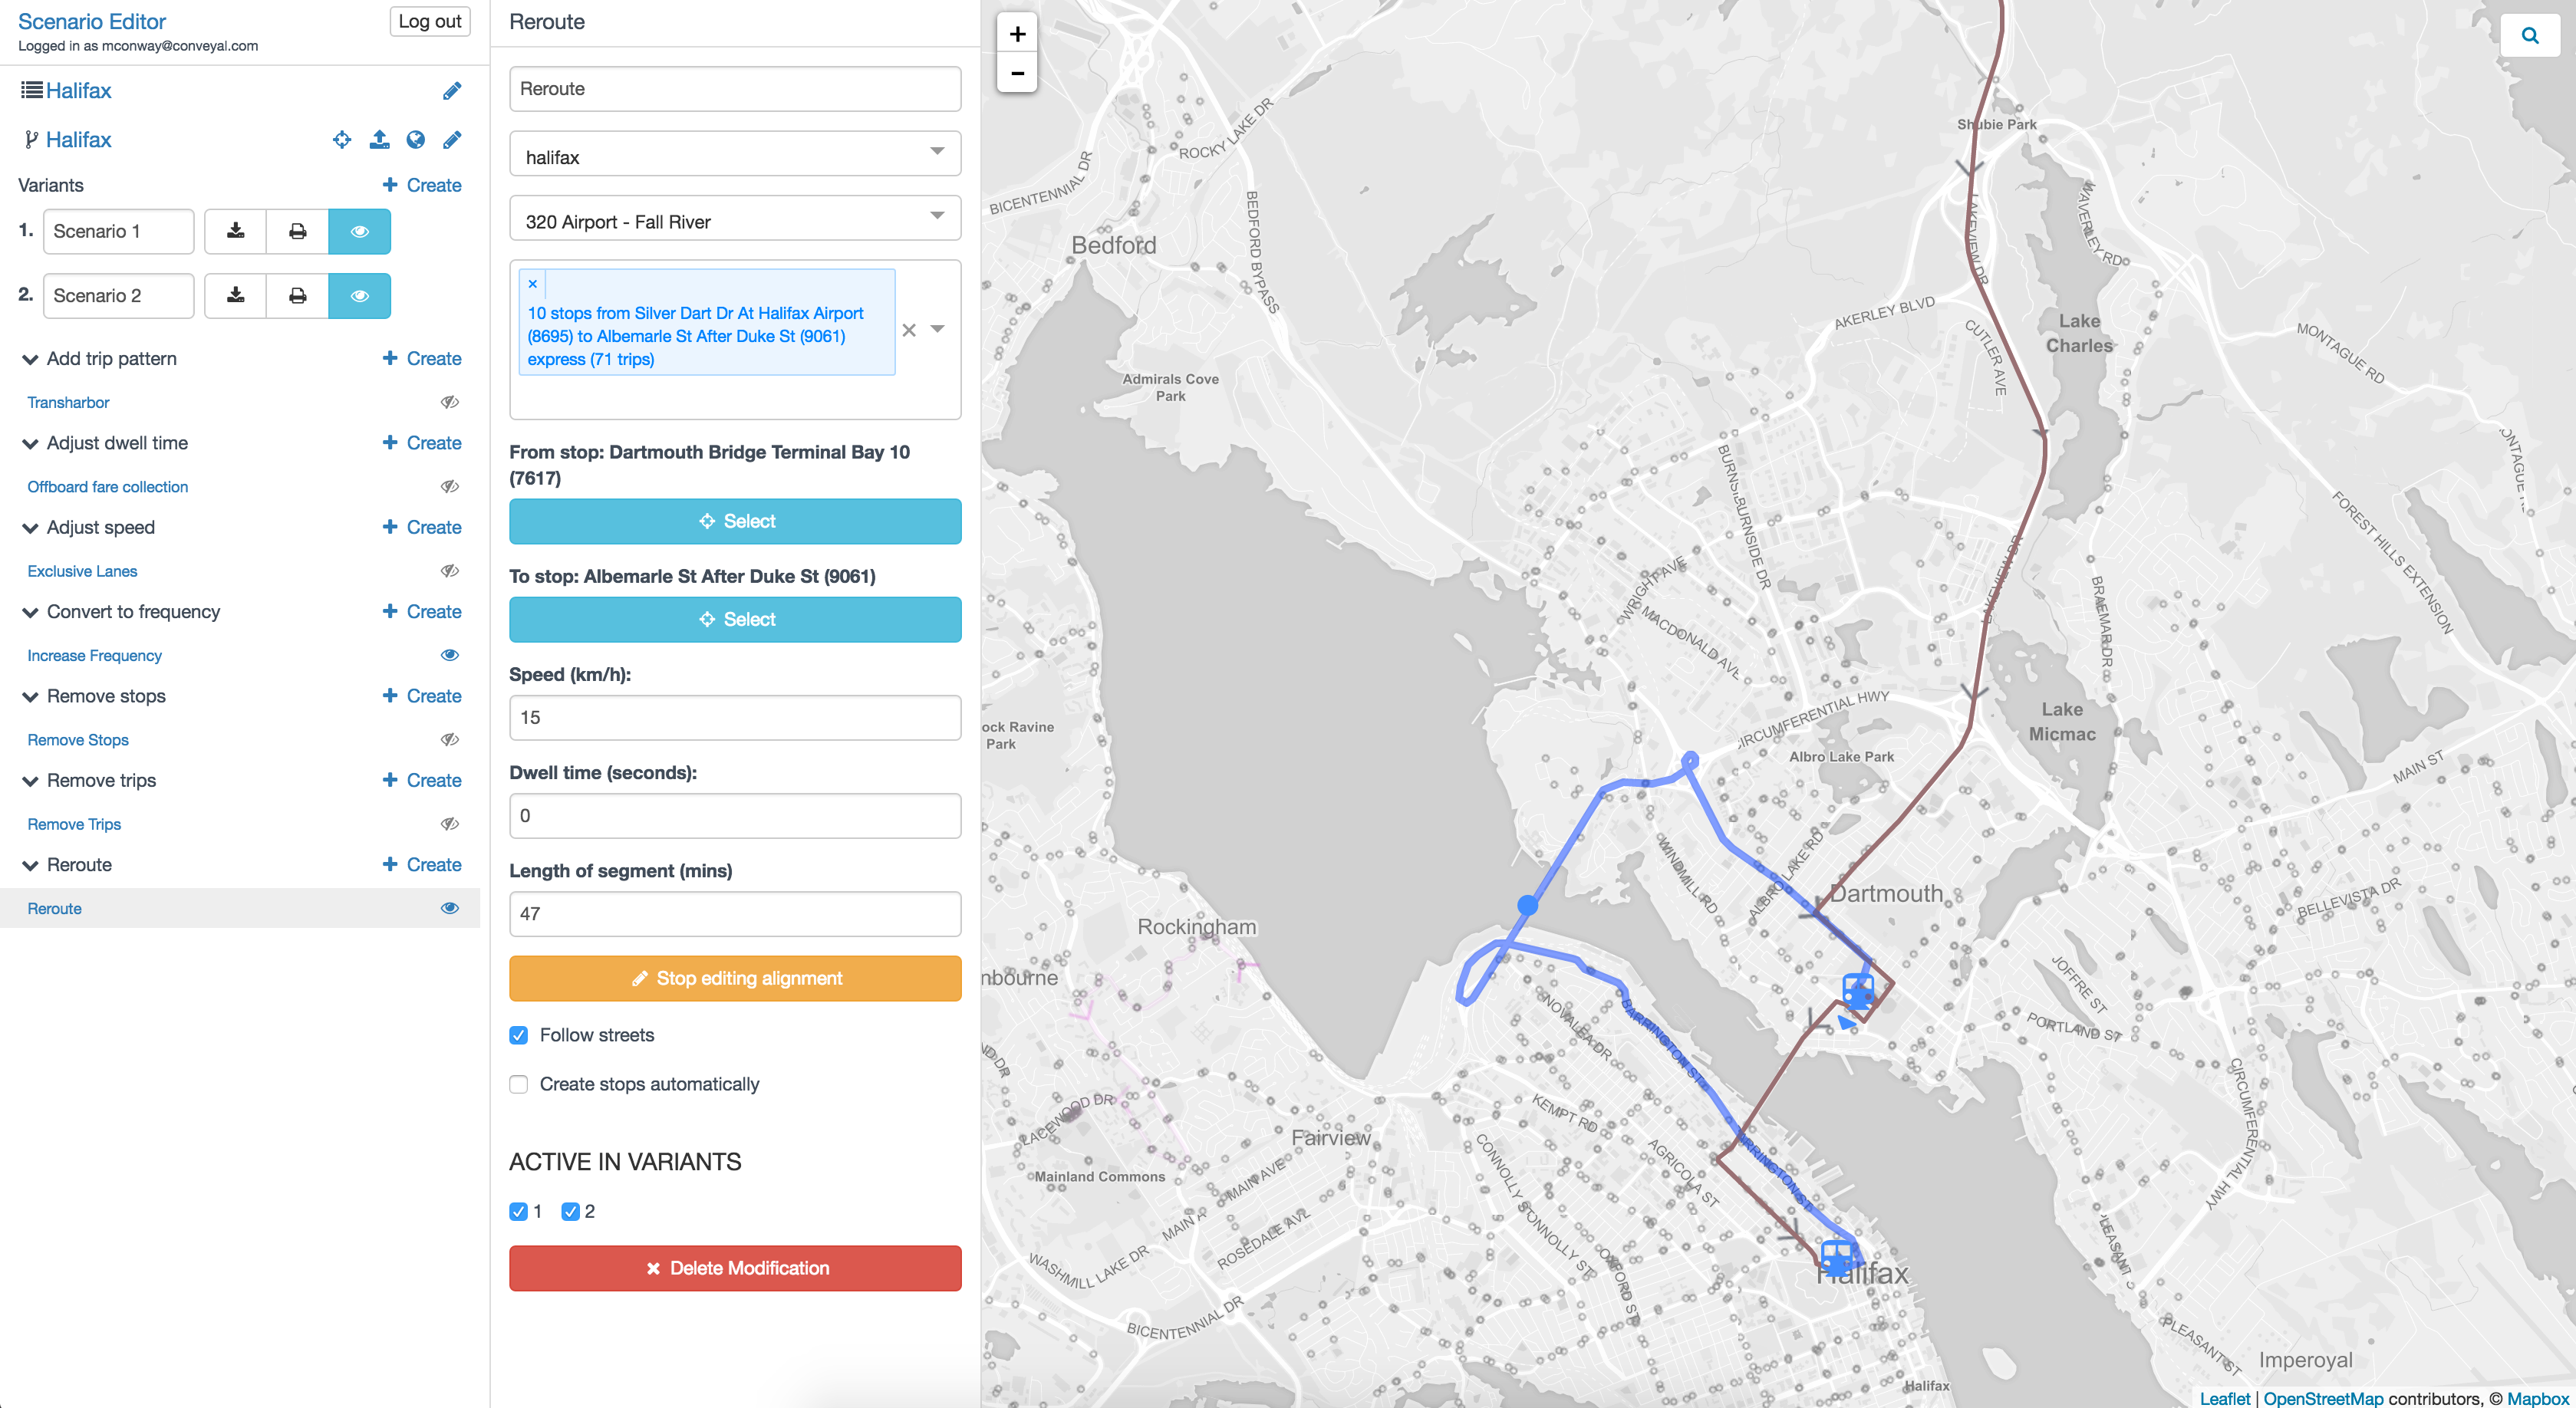 Scenario Editor
Log out
Logged in as mconway@conveyal.com
Halifax
Halifax
Variants
Create
1. Scenario 1
2. Scenario 2
Add trip pattern
Create
Transharbor
Adjust dwell time
Create
Offboard fare collection
Adjust speed
Create
Exclusive Lanes
Convert to frequency
Create
Increase Frequency
Remove stops
Create
Remove Stops
Remove trips
Create
Remove Trips
Reroute
Create
Reroute
Reroute
Reroute
halifax
320 Airport - Fall River
×
10 stops from Silver Dart Dr At Halifax Airport
(8695) to Albemarle St After Duke St (9061)
express (71 trips)
From stop: Dartmouth Bridge Terminal Bay 10
(7617)
Select
To stop: Albemarle St After Duke St (9061)
Select
Speed (km/h):
15
Dwell time (seconds):
0
Length of segment (mins)
47
Stop editing alignment
Follow streets
Create stops automatically
ACTIVE IN VARIANTS
1
2
Delete Modification
+
−
Shubie Park
ROCKY LAKE DR
BICENTENNIAL DR
WAVERLEY RD
BEDFORD BYPASS
LAKEVIEW DR
Bedford
AKERLEY BLVD
Lake
Charles
CUTLER AVE
MONTAGUE RD
Admirals Cove
Park
FOREST HILLS EXTENSION
BURNSIDE DR
LAKEVIEW DR
WRIGHT AVE
MACDONALD AVE
BRAEMAR DR
CIRCUMFERENTIAL HWY
Lake
Micmac
ock Ravine
Park
Albro Lake Park
MAIN ST
WINDMILL RD
ALBRO LAKE RD
Dartmouth
BELLEVISTA DR
Rockingham
nbourne
JOFFRE ST
NOVALEA DR
BARRINGTON ST
PORTLAND ST
CIRCUMFERENTIAL HWY
LACEWOOD DR
KEMPT RD
Fairview
AGRICOLA ST
RRINGTON ST
Mainland Commons
MAIN AVE
MAIN A
CONNOLLY ST
CONNOLLY ST
ROSEDALE AVE
WASHMILL LAKE DR
OXFORD ST
Halifax
BICENTENNIAL DR
PLEASANT ST
Imperoyal
Halifax
Leaflet | OpenStreetMap contributors, © Mapbox